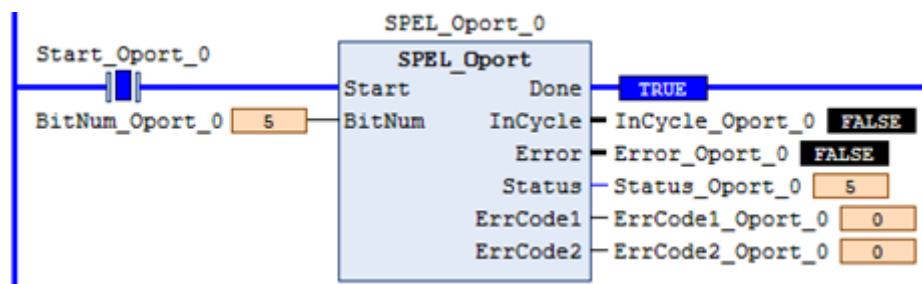 SPEL_Oport_0
Start_Oport_0
SPEL_Oport
Start Done TRUE
BitNum_Oport_0 5 BitNum InCycle InCycle_Oport_0 FALSE
Error Error_Oport_0 FALSE
Status Status_Oport_0 5
ErrCode1 ErrCode1_Oport_0 0
ErrCode2 ErrCode2_Oport_0 0